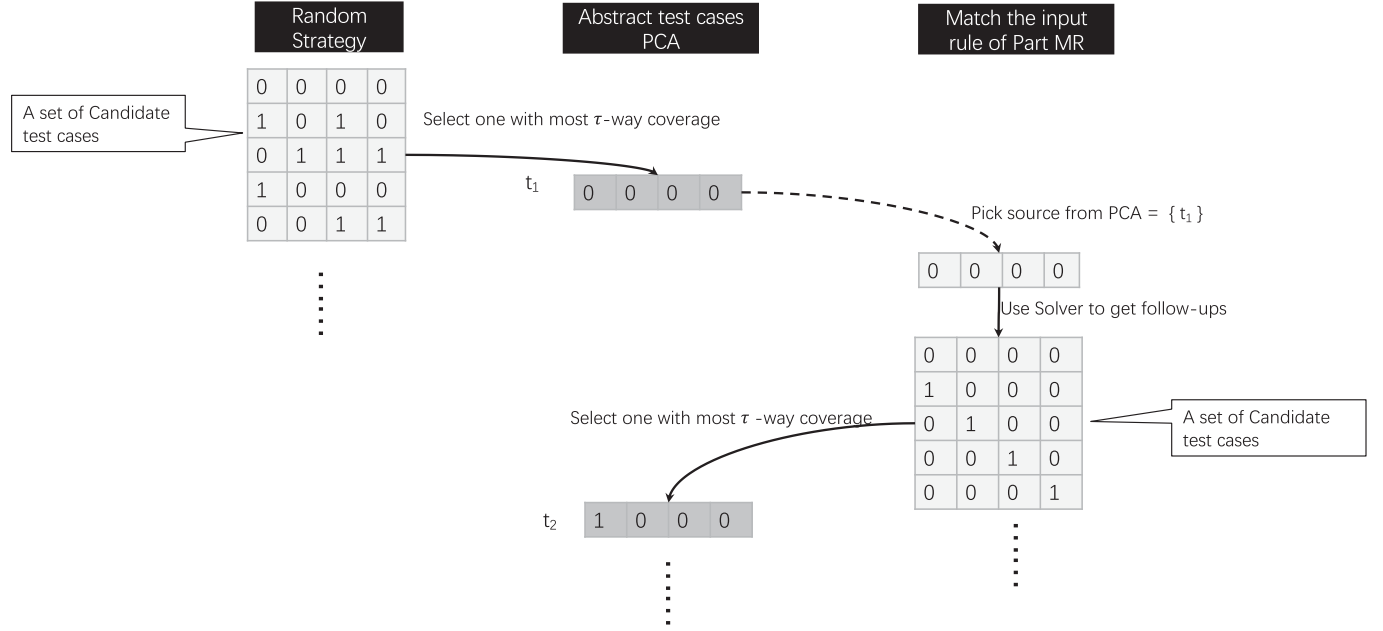 Random
Strategy
Abstract test cases
PCA
Match the input
rule of Part MR
A set of Candidate
test cases
0 0 0 0
1 0 1 0
0 1 1 1
1 0 0 0
0 0 1 1
Select one with most τ-way coverage
t1
0 0 0 0
Pick source from PCA = { t1 }
0 0 0 0
Use Solver to get follow-ups
0 0 0 0
1 0 0 0
0 1 0 0
0 0 1 0
0 0 0 1
A set of Candidate
test cases
Select one with most τ -way coverage
t2
1 0 0 0